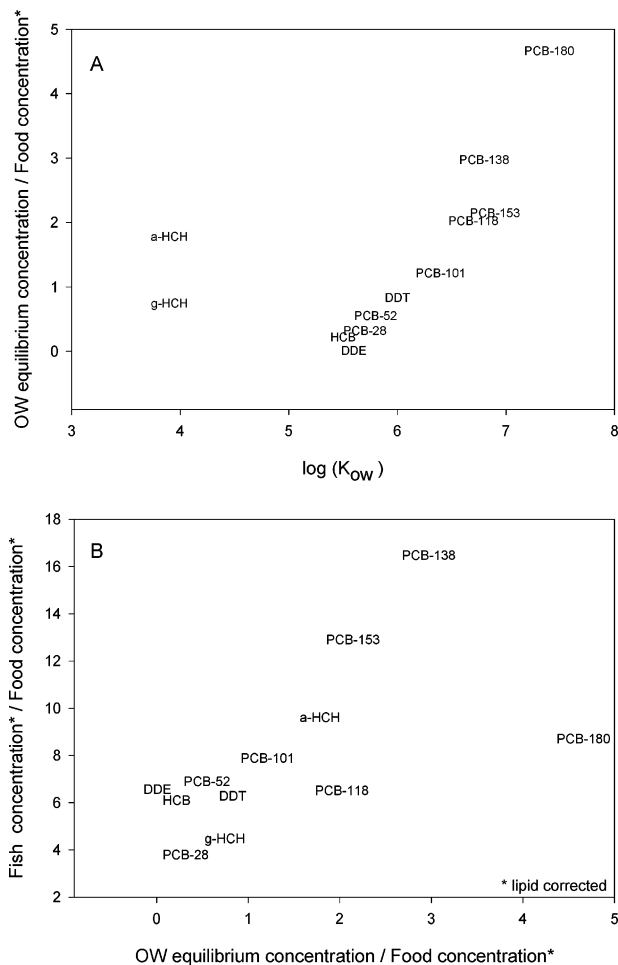 OW equilibrium concentration / Food concentration*
5
4
3
2
1
0
A
PCB-180
PCB-138
PCB-153
PCB-118
a-HCH
PCB-101
g-HCH
DDT
PCB-52
PCB-28
HCB
DDE
3 4 5 6 7 8
log (KOW )
Fish concentration* / Food concentration*
18
16
14
12
10
8
6
4
2
B
PCB-138
PCB-153
a-HCH
PCB-180
PCB-101
PCB-52
DDE
PCB-118
DDT
HCB
g-HCH
PCB-28
* lipid corrected
0 1 2 3 4 5
OW equilibrium concentration / Food concentration*